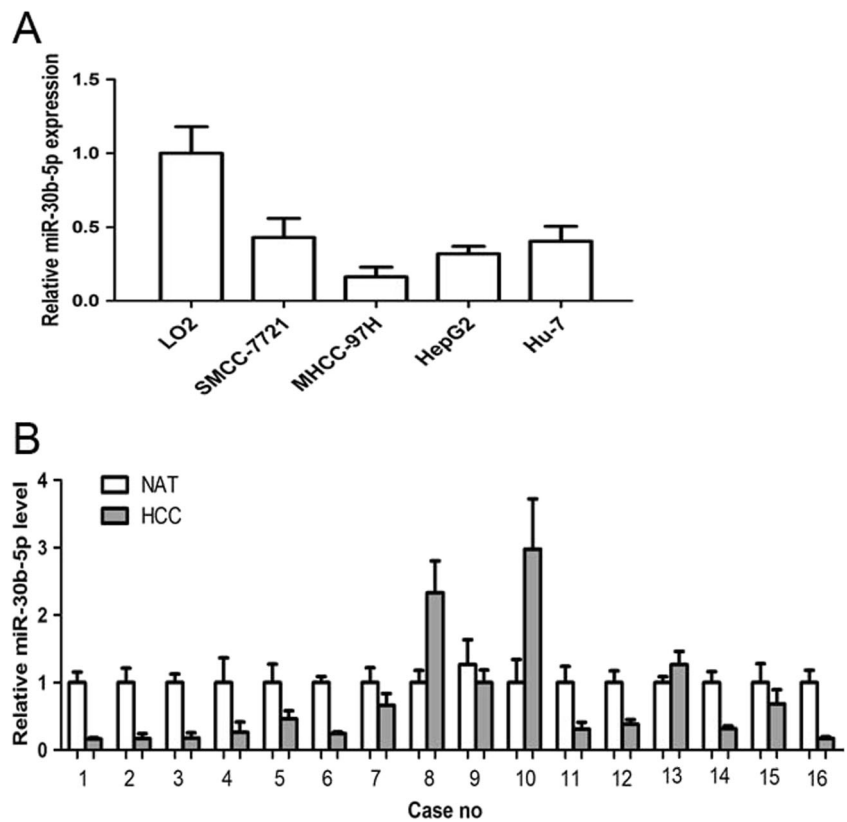 A
Relative miR-30b-5p expression
1.5
1.0
0.5
0.0
LO2
SMCC-7721
MHCC-97H
HepG2
Hu-7
B
Relative miR-30b-5p level
4
3
2
1
0
NAT
HCC
1 2 3 4 5 6 7 8 9 10 11 12 13 14 15 16
Case no